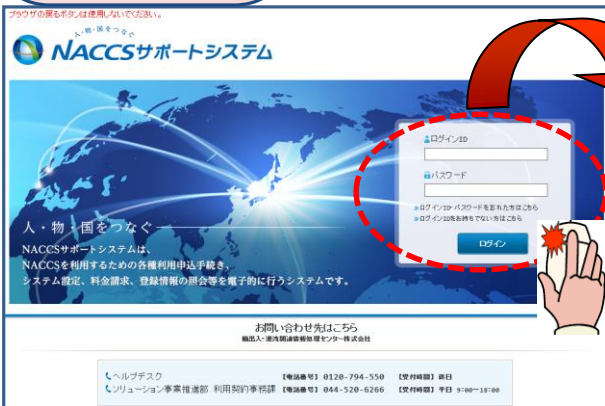 ブラウザの戻るボタンは使用しないでください。
人・物・国をつなぐ
NACCSサポートシステム
ログインID
パスワード
ログインID・パスワードを忘れた方はこちら
ログインIDをお持ちでない方はこちら
ログイン
人・物・国をつなぐ
NACCSサポートシステムは、
NACCSを利用するための各種利用申込手続き、
システム設定、料金請求、登録情報の照会等を電子的に行うシステムです。
お問い合わせ先はこちら
輸出入・港湾関連情報処理センター株式会社
ヘルプデスク 【電話番号】 0120-794-550 【受付時間】 終日
ソリューション事業推進部 利用契約事務課 【電話番号】 044-520-6266 【受付時間】 平日 9:00～18:00